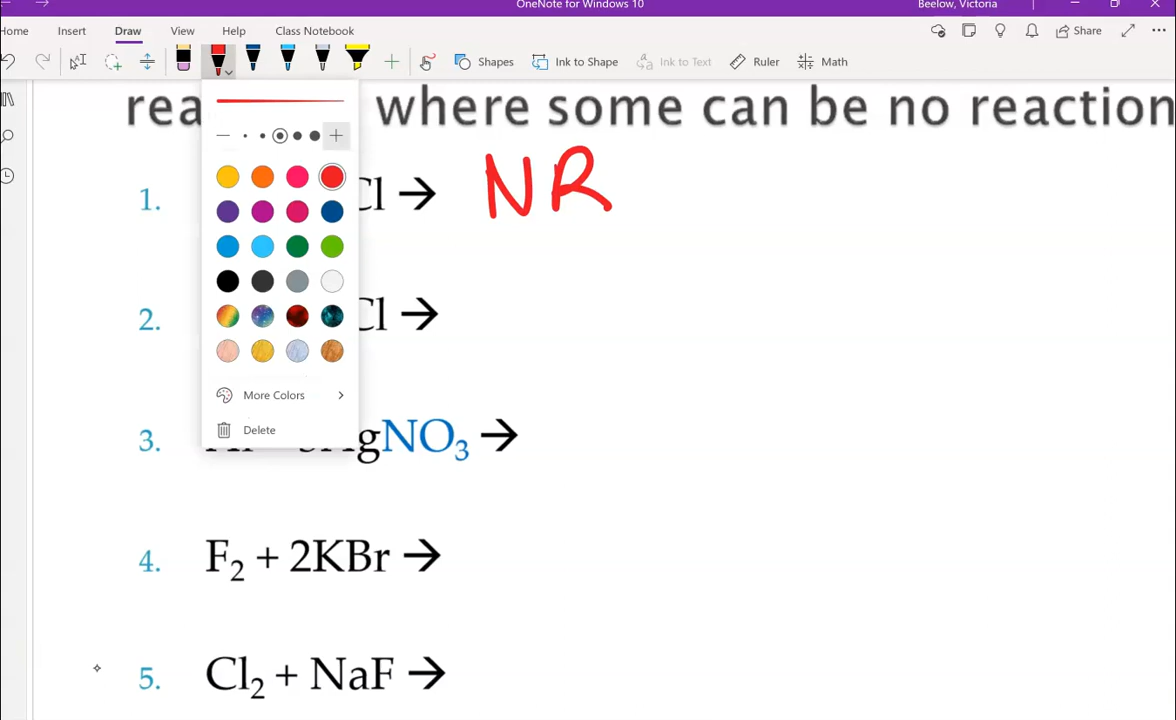 OneNote for Windows 10
Beelow, Victoria
Home Insert Draw View Help Class Notebook
Share
Shapes Ink to Shape Ink to Text Ruler Math
where some can be no reaction
1. Cl → NR
2. Cl →
3. gNO₃ →
More Colors
Delete
4. F₂ + 2KBr →
5. Cl₂ + NaF →